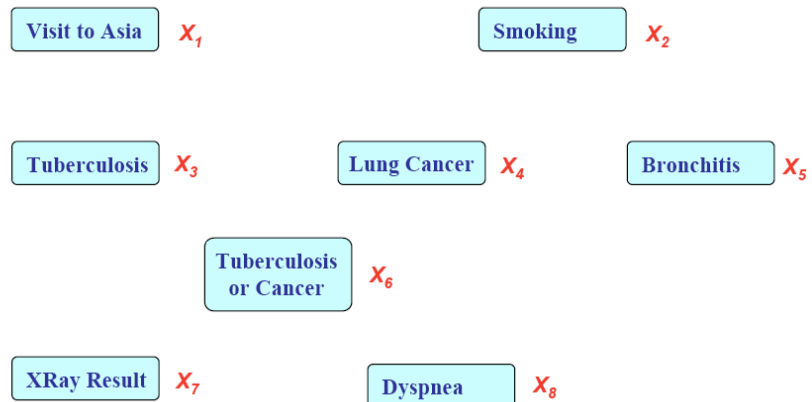 Visit to Asia X1 Smoking X2
Tuberculosis X3 Lung Cancer X4 Bronchitis X5
Tuberculosis
or Cancer X6
XRay Result X7 Dyspnea X8